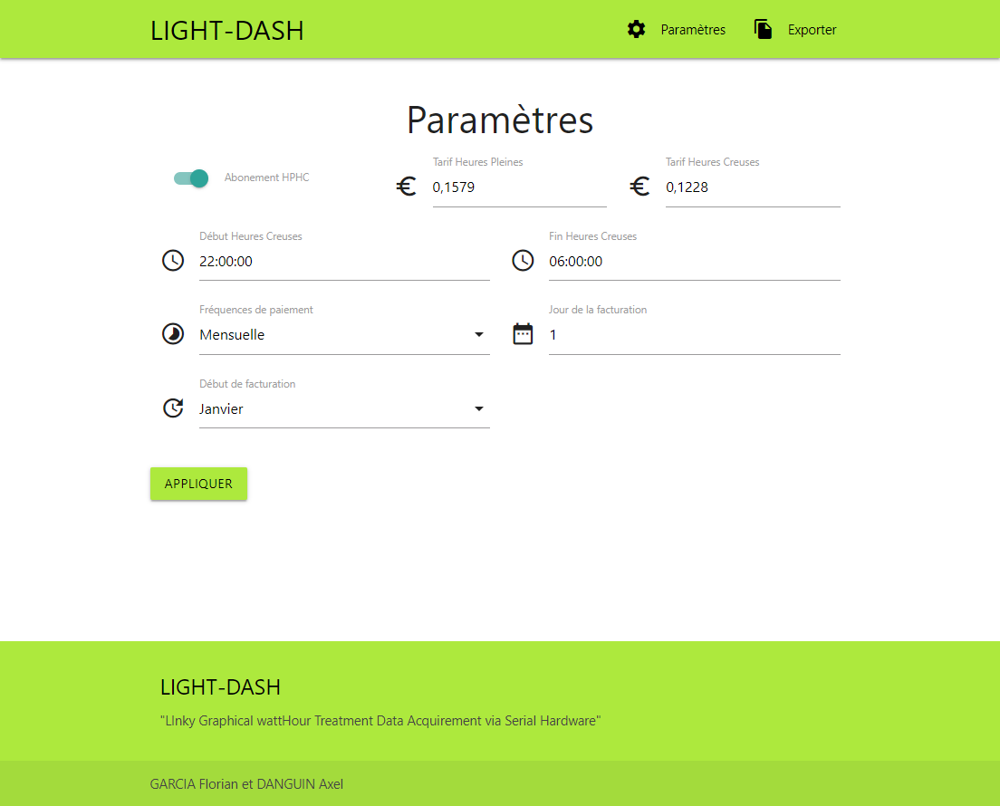 LIGHT-DASH
Paramètres
Exporter
Paramètres
Abonement HPHC
Tarif Heures Pleines
0,1579
Tarif Heures Creuses
0,1228
Début Heures Creuses
22:00:00
Fin Heures Creuses
06:00:00
Fréquences de paiement
Mensuelle
Jour de la facturation
1
Début de facturation
Janvier
APPLIQUER
LIGHT-DASH
"LInky Graphical wattHour Treatment Data Acquirement via Serial Hardware"
GARCIA Florian et DANGUIN Axel